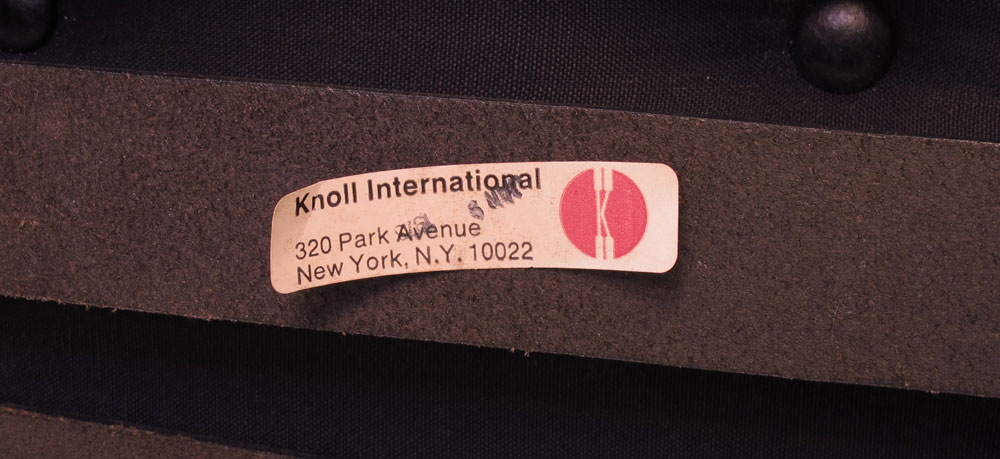 Knoll International
320 Park Avenue
New York, N.Y. 10022
K